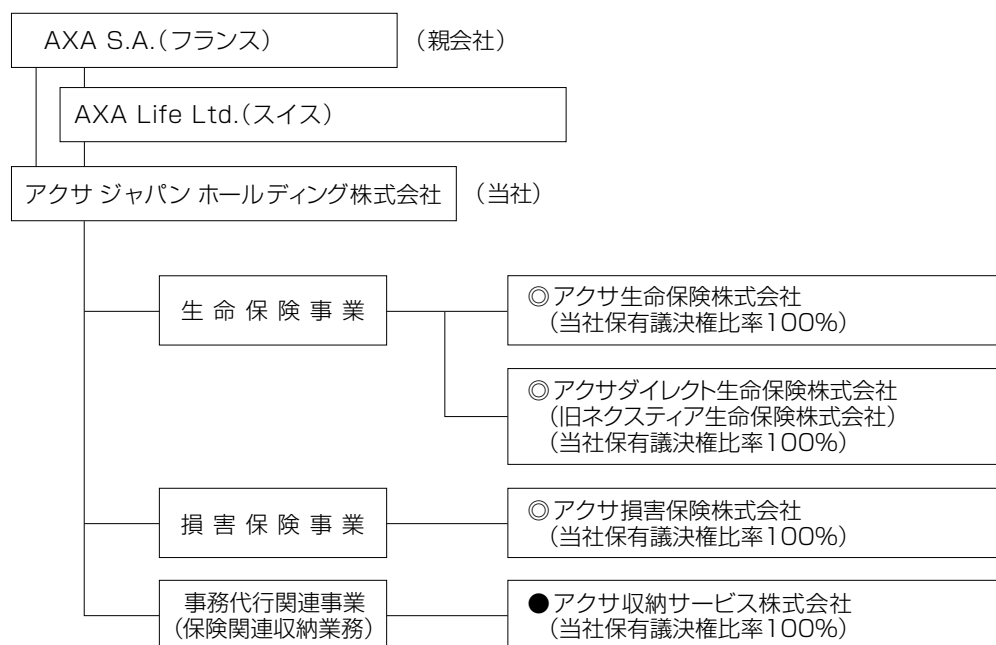 AXA S.A.(フランス)
(親会社)
AXA Life Ltd.(スイス)
アクサ ジャパン ホールディング株式会社
(当社)
生命保険事業
◎アクサ生命保険株式会社
(当社保有議決権比率100%)
◎アクサダイレクト生命保険株式会社
(旧ネクスティア生命保険株式会社)
(当社保有議決権比率100%)
損害保険事業
◎アクサ損害保険株式会社
(当社保有議決権比率100%)
事務代行関連事業
(保険関連収納業務)
●アクサ収納サービス株式会社
(当社保有議決権比率100%)